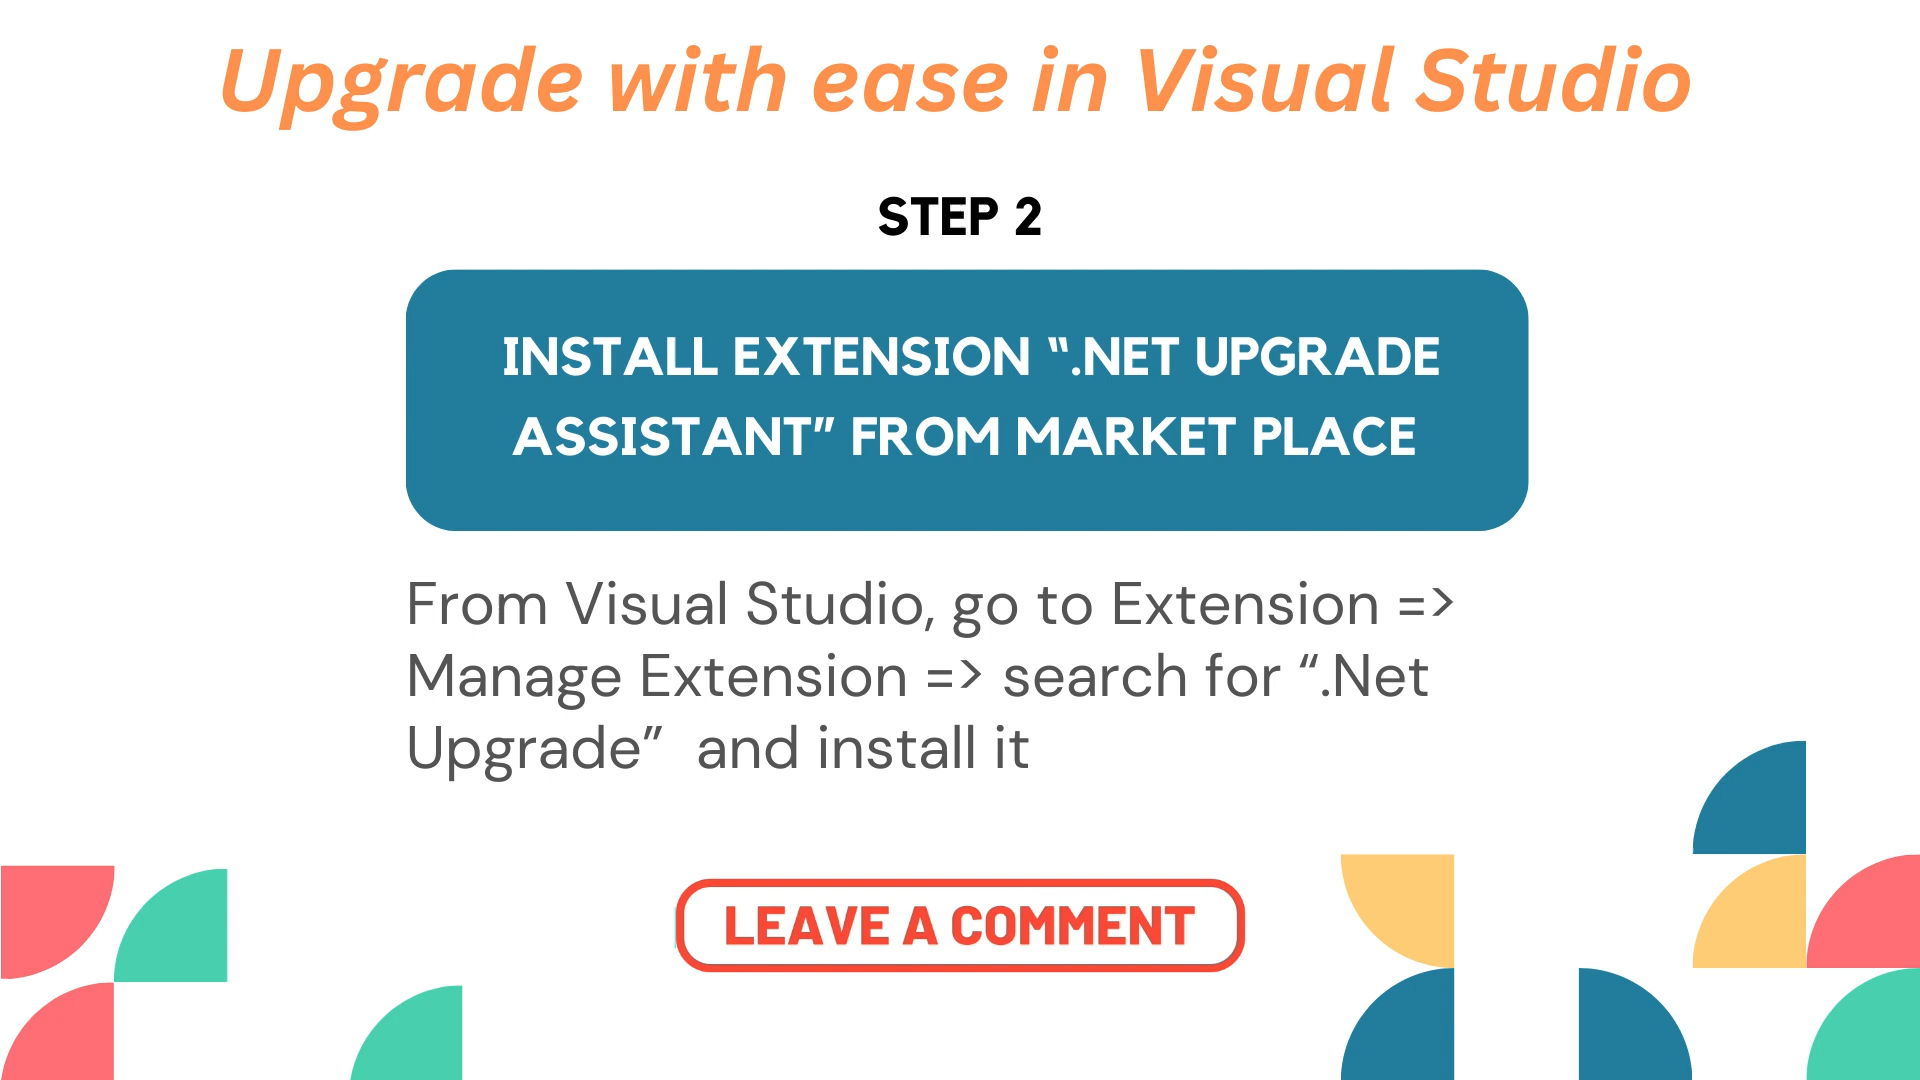 Upgrade with ease in Visual Studio
STEP 2
INSTALL EXTENSION “.NET UPGRADE
ASSISTANT” FROM MARKET PLACE
From Visual Studio, go to Extension =>
Manage Extension => search for “.Net
Upgrade”  and install it
LEAVE A COMMENT